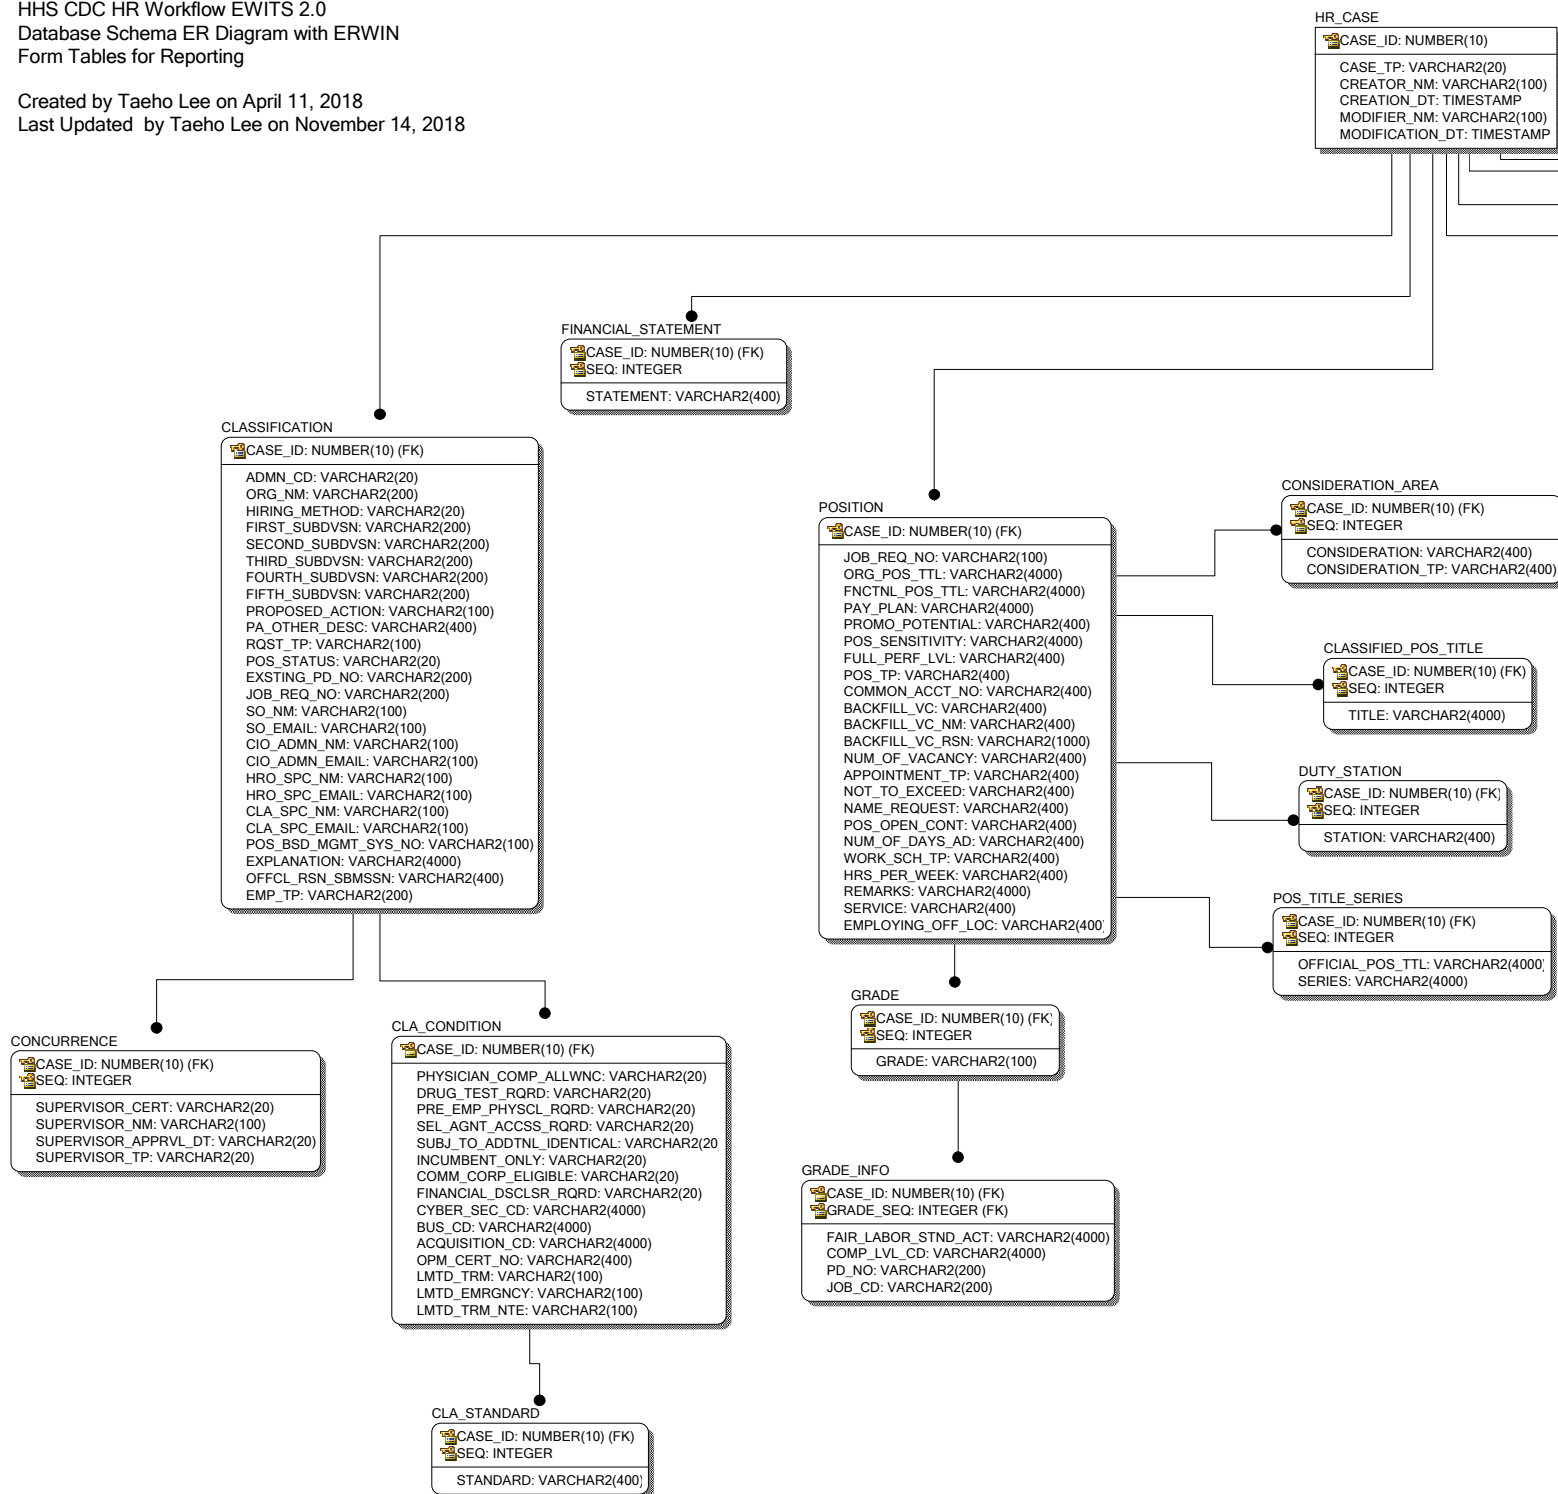 HHS CDC HR Workflow EWITS 2.0
Database Schema ER Diagram with ERWIN
Form Tables for Reporting
Created by Taeho Lee on April 11, 2018
Last Updated  by Taeho Lee on November 14, 2018
HR_CASE
CASE_ID: NUMBER(10)
CASE_TP: VARCHAR2(20)
CREATOR_NM: VARCHAR2(100)
CREATION_DT: TIMESTAMP
MODIFIER_NM: VARCHAR2(100)
MODIFICATION_DT: TIMESTAMP
FINANCIAL_STATEMENT
CASE_ID: NUMBER(10) (FK)
SEQ: INTEGER
STATEMENT: VARCHAR2(400)
CLASSIFICATION
CASE_ID: NUMBER(10) (FK)
ADMN_CD: VARCHAR2(20)
ORG_NM: VARCHAR2(200)
HIRING_METHOD: VARCHAR2(20)
FIRST_SUBDVSN: VARCHAR2(200)
SECOND_SUBDVSN: VARCHAR2(200)
THIRD_SUBDVSN: VARCHAR2(200)
FOURTH_SUBDVSN: VARCHAR2(200)
FIFTH_SUBDVSN: VARCHAR2(200)
PROPOSED_ACTION: VARCHAR2(100)
PA_OTHER_DESC: VARCHAR2(400)
RQST_TP: VARCHAR2(100)
POS_STATUS: VARCHAR2(20)
EXSTING_PD_NO: VARCHAR2(200)
JOB_REQ_NO: VARCHAR2(200)
SO_NM: VARCHAR2(100)
SO_EMAIL: VARCHAR2(100)
CIO_ADMN_NM: VARCHAR2(100)
CIO_ADMN_EMAIL: VARCHAR2(100)
HRO_SPC_NM: VARCHAR2(100)
HRO_SPC_EMAIL: VARCHAR2(100)
CLA_SPC_NM: VARCHAR2(100)
CLA_SPC_EMAIL: VARCHAR2(100)
POS_BSD_MGMT_SYS_NO: VARCHAR2(100)
EXPLANATION: VARCHAR2(4000)
OFFCL_RSN_SBMSSN: VARCHAR2(400)
EMP_TP: VARCHAR2(200)
POSITION
CASE_ID: NUMBER(10) (FK)
JOB_REQ_NO: VARCHAR2(100)
ORG_POS_TTL: VARCHAR2(4000)
FNCTNL_POS_TTL: VARCHAR2(4000)
PAY_PLAN: VARCHAR2(4000)
PROMO_POTENTIAL: VARCHAR2(400)
POS_SENSITIVITY: VARCHAR2(4000)
FULL_PERF_LVL: VARCHAR2(400)
POS_TP: VARCHAR2(400)
COMMON_ACCT_NO: VARCHAR2(400)
BACKFILL_VC: VARCHAR2(400)
BACKFILL_VC_NM: VARCHAR2(400)
BACKFILL_VC_RSN: VARCHAR2(1000)
NUM_OF_VACANCY: VARCHAR2(400)
APPOINTMENT_TP: VARCHAR2(400)
NOT_TO_EXCEED: VARCHAR2(400)
NAME_REQUEST: VARCHAR2(400)
POS_OPEN_CONT: VARCHAR2(400)
NUM_OF_DAYS_AD: VARCHAR2(400)
WORK_SCH_TP: VARCHAR2(400)
HRS_PER_WEEK: VARCHAR2(400)
REMARKS: VARCHAR2(4000)
SERVICE: VARCHAR2(400)
EMPLOYING_OFF_LOC: VARCHAR2(400)
CONSIDERATION_AREA
CASE_ID: NUMBER(10) (FK)
SEQ: INTEGER
CONSIDERATION: VARCHAR2(400)
CONSIDERATION_TP: VARCHAR2(400)
CLASSIFIED_POS_TITLE
CASE_ID: NUMBER(10) (FK)
SEQ: INTEGER
TITLE: VARCHAR2(4000)
DUTY_STATION
CASE_ID: NUMBER(10) (FK)
SEQ: INTEGER
STATION: VARCHAR2(400)
POS_TITLE_SERIES
CASE_ID: NUMBER(10) (FK)
SEQ: INTEGER
OFFICIAL_POS_TTL: VARCHAR2(4000)
SERIES: VARCHAR2(4000)
GRADE
CASE_ID: NUMBER(10) (FK)
SEQ: INTEGER
GRADE: VARCHAR2(100)
CONCURRENCE
CASE_ID: NUMBER(10) (FK)
SEQ: INTEGER
SUPERVISOR_CERT: VARCHAR2(20)
SUPERVISOR_NM: VARCHAR2(100)
SUPERVISOR_APPRVL_DT: VARCHAR2(20)
SUPERVISOR_TP: VARCHAR2(20)
CLA_CONDITION
CASE_ID: NUMBER(10) (FK)
PHYSICIAN_COMP_ALLWNC: VARCHAR2(20)
DRUG_TEST_RQRD: VARCHAR2(20)
PRE_EMP_PHYSCL_RQRD: VARCHAR2(20)
SEL_AGNT_ACCSS_RQRD: VARCHAR2(20)
SUBJ_TO_ADDTNL_IDENTICAL: VARCHAR2(20
INCUMBENT_ONLY: VARCHAR2(20)
COMM_CORP_ELIGIBLE: VARCHAR2(20)
FINANCIAL_DSCLSR_RQRD: VARCHAR2(20)
CYBER_SEC_CD: VARCHAR2(4000)
BUS_CD: VARCHAR2(4000)
ACQUISITION_CD: VARCHAR2(4000)
OPM_CERT_NO: VARCHAR2(400)
LMTD_TRM: VARCHAR2(100)
LMTD_EMRGNCY: VARCHAR2(100)
LMTD_TRM_NTE: VARCHAR2(100)
GRADE_INFO
CASE_ID: NUMBER(10) (FK)
GRADE_SEQ: INTEGER (FK)
FAIR_LABOR_STND_ACT: VARCHAR2(4000)
COMP_LVL_CD: VARCHAR2(4000)
PD_NO: VARCHAR2(200)
JOB_CD: VARCHAR2(200)
CLA_STANDARD
CASE_ID: NUMBER(10) (FK)
SEQ: INTEGER
STANDARD: VARCHAR2(400)